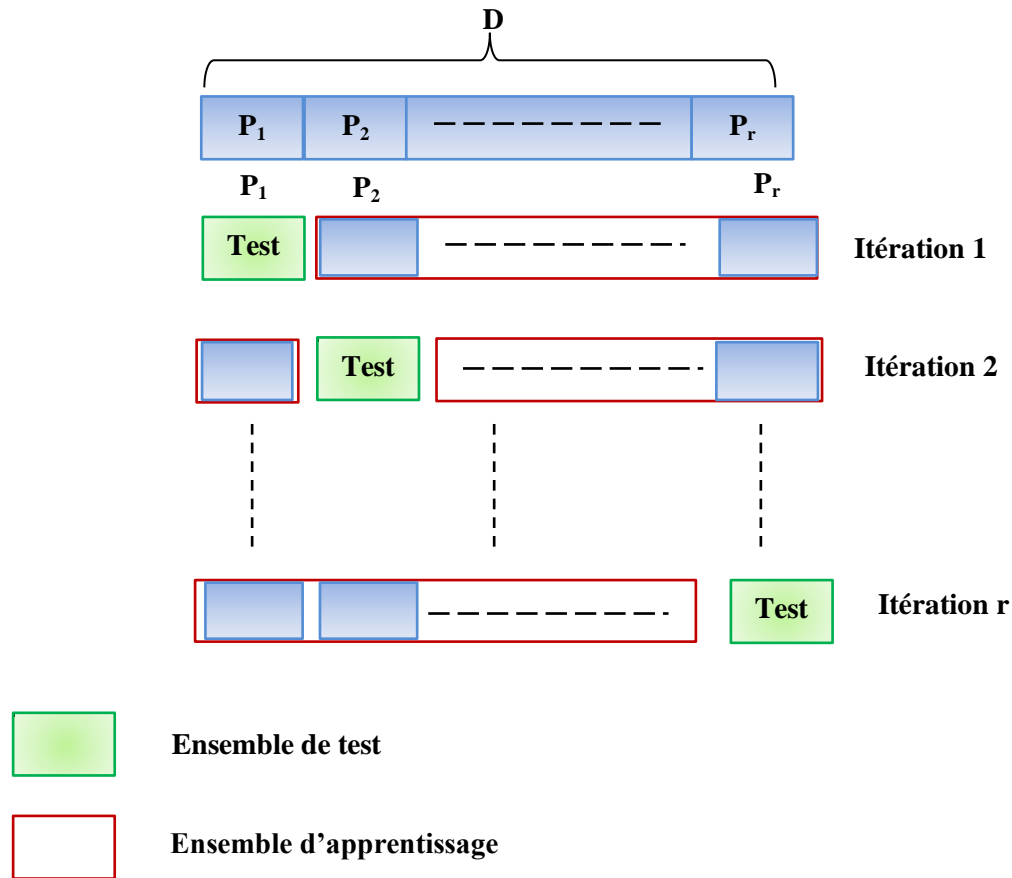 D
P₁ P₂ Pᵣ
P₁ P₂ Pᵣ
Test Itération 1
Test Itération 2
Test Itération r
Ensemble de test
Ensemble d’apprentissage